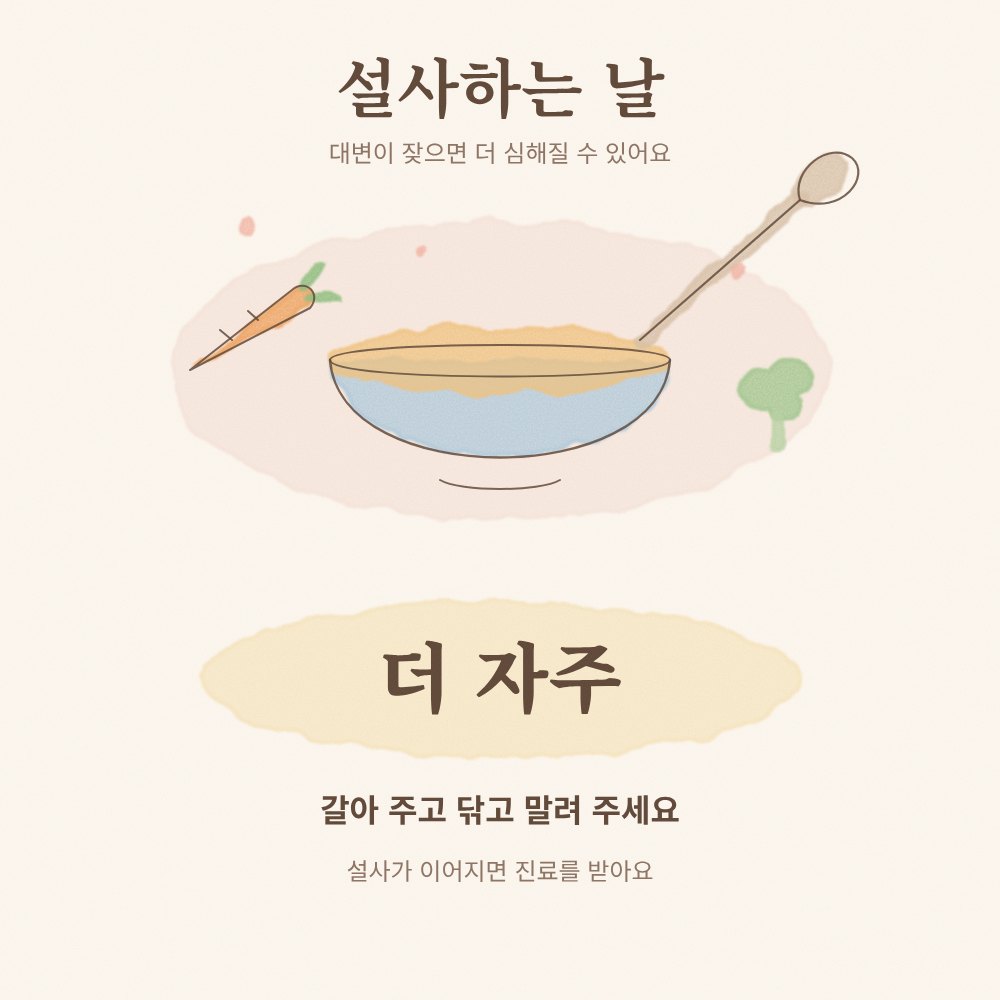 설사하는 날
대변이 잦으면 더 심해질 수 있어요
더 자주
갈아 주고 닦고 말려 주세요
설사가 이어지면 진료를 받아요